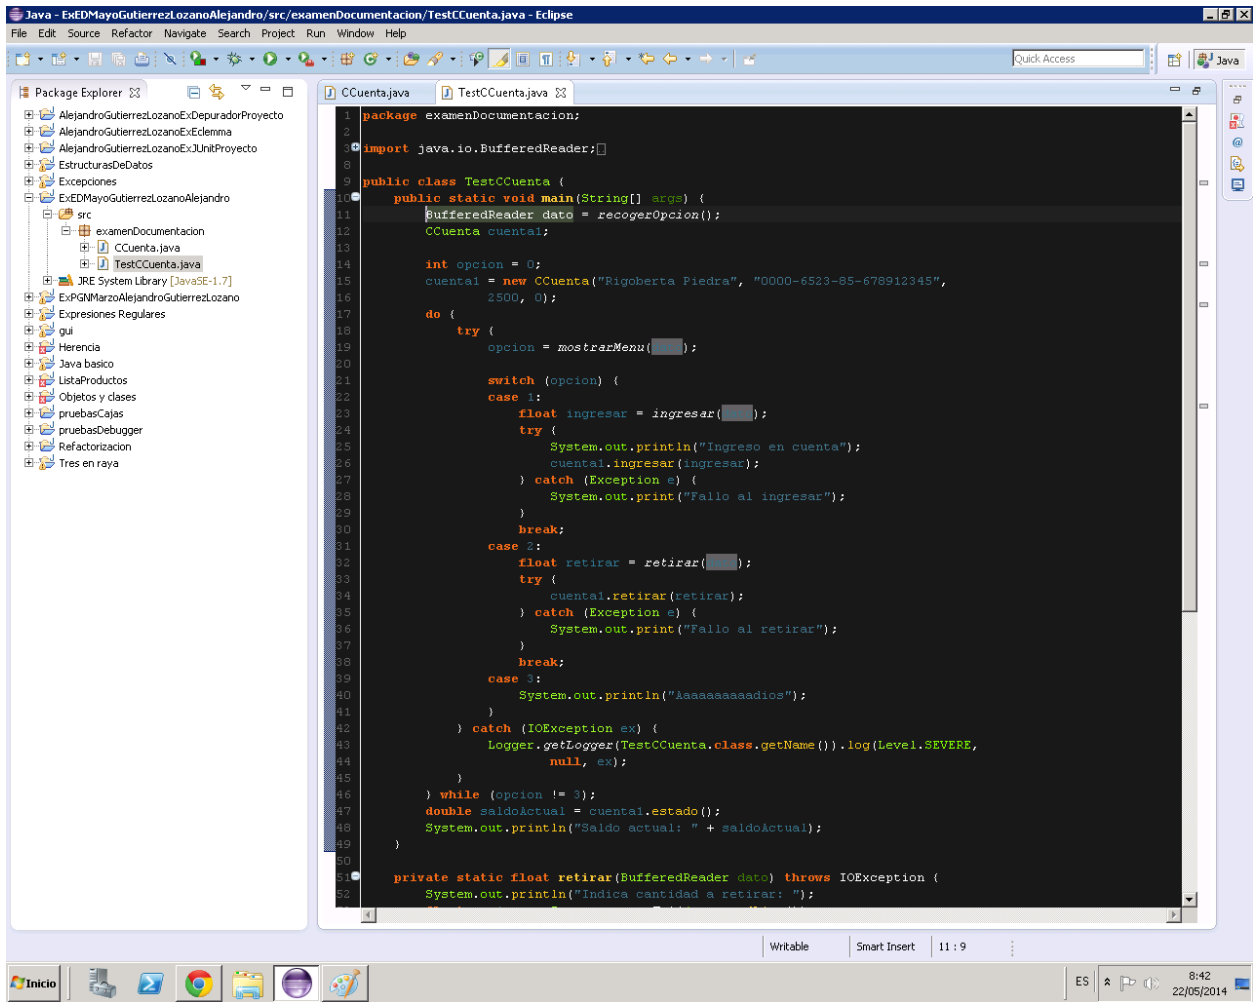 Java - ExEDMayoGutierrezLozanoAlejandro/src/examenDocumentacion/TestCCuenta.java - Eclipse
File Edit Source Refactor Navigate Search Project Run Window Help
Quick Access
Java
Package Explorer
AlejandroGutierrezLozanoExDepuradorProyecto
AlejandroGutierrezLozanoExEclemma
AlejandroGutierrezLozanoExJUnitProyecto
EstructurasDeDatos
Excepciones
ExEDMayoGutierrezLozanoAlejandro
src
examenDocumentacion
CCuenta.java
TestCCuenta.java
JRE System Library [JavaSE-1.7]
ExPGNMarzoAlejandroGutierrezLozano
Expresiones Regulares
gui
Herencia
Java basico
ListaProductos
Objetos y clases
pruebasCajas
pruebasDebugger
Refactorizacion
Tres en raya
CCuenta.java TestCCuenta.java
1 package examenDocumentacion;
2
3 import java.io.BufferedReader;
8
9 public class TestCCuenta {
10 public static void main(String[] args) {
11 BufferedReader dato = recogerOpcion();
12 CCuenta cuenta1;
13
14 int opcion = 0;
15 cuenta1 = new CCuenta("Rigoberta Piedra", "0000-6523-85-678912345",
16 2500, 0);
17 do {
18 try {
19 opcion = mostrarMenu( );
20
21 switch (opcion) {
22 case 1:
23 float ingresar = ingresar( );
24 try {
25 System.out.println("Ingreso en cuenta");
26 cuenta1.ingresar(ingresar);
27 } catch (Exception e) {
28 System.out.print("Fallo al ingresar");
29 }
30 break;
31 case 2:
32 float retirar = retirar( );
33 try {
34 cuenta1.retirar(retirar);
35 } catch (Exception e) {
36 System.out.print("Fallo al retirar");
37 }
38 break;
39 case 3:
40 System.out.println("Aaaaaaaaaadios");
41 }
42 } catch (IOException ex) {
43 Logger.getLogger(TestCCuenta.class.getName()).log(Level.SEVERE,
44 null, ex);
45 }
46 } while (opcion != 3);
47 double saldoActual = cuenta1.estado();
48 System.out.println("Saldo actual: " + saldoActual);
49 }
50
51 private static float retirar(BufferedReader dato) throws IOException {
52 System.out.println("Indica cantidad a retirar: ");
Writable Smart Insert 11 : 9
Inicio
ES
8:42
22/05/2014